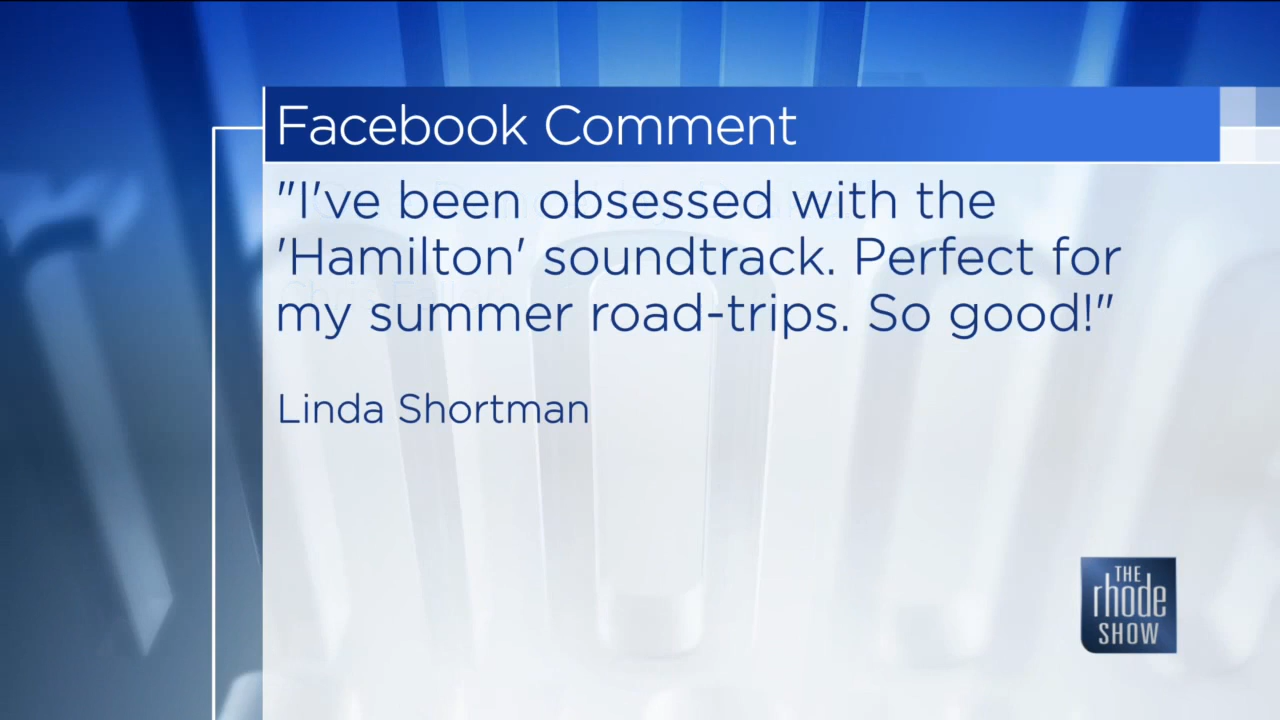 Facebook Comment
"I've been obsessed with the
'Hamilton' soundtrack. Perfect for
my summer road-trips. So good!"
Linda Shortman
THE
rhode
SHOW